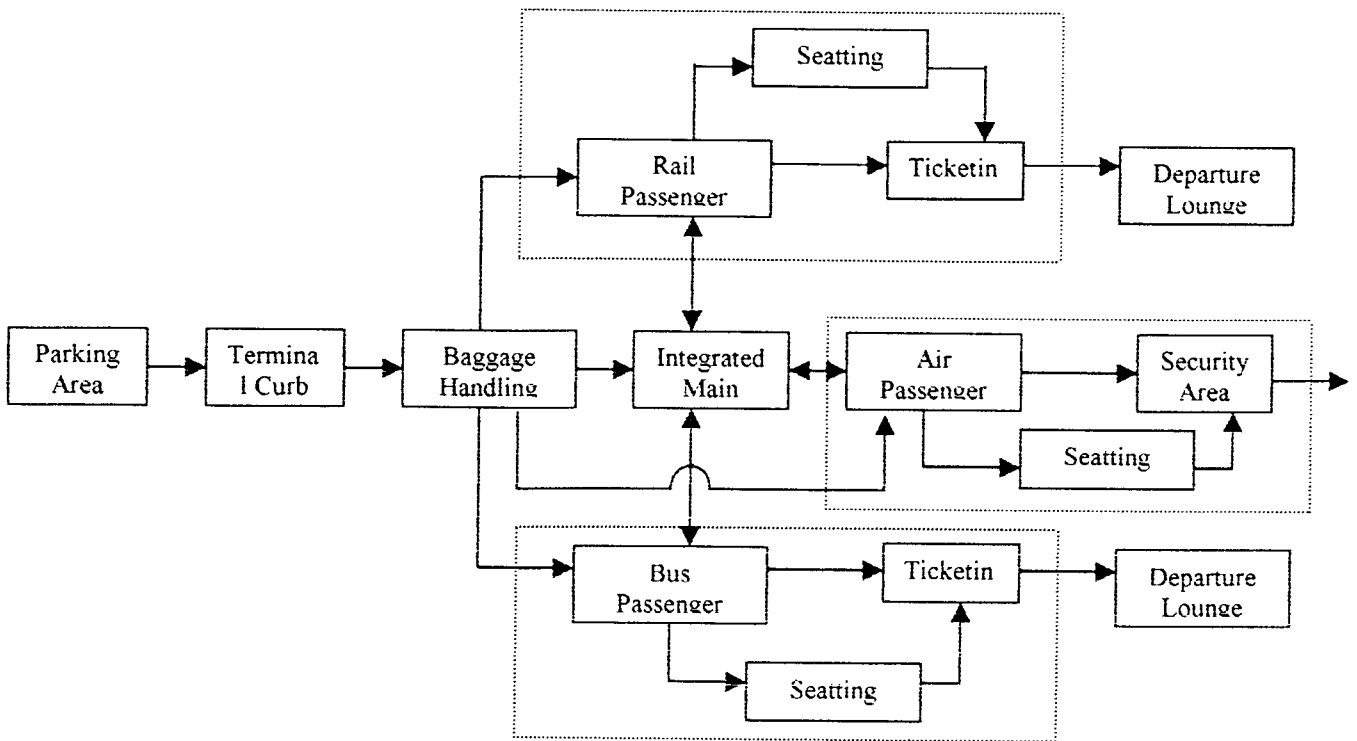 Seatting
Rail
Passenger
Ticketin
Departure
Lounge
Parking
Area
Termina
l Curb
Baggage
Handling
Integrated
Main
Air
Passenger
Security
Area
Seatting
Bus
Passenger
Ticketin
Departure
Lounge
Seatting